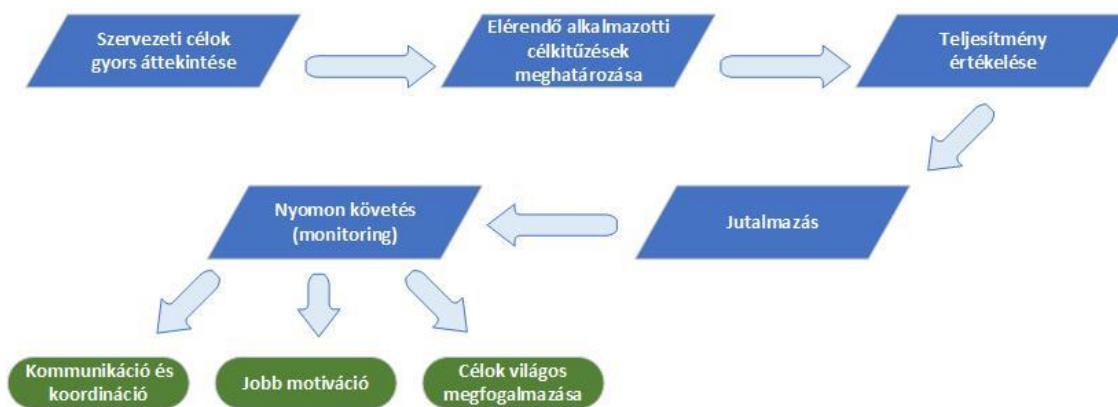 Szervezeti célok
gyors áttekintése
Elérendő alkalmazotti
célkitűzések
meghatározása
Teljesítmény
értékelése
Jutalmazás
Nyomon követés
(monitoring)
Kommunikáció és
koordináció
Jobb motiváció
Célok világos
megfogalmazása